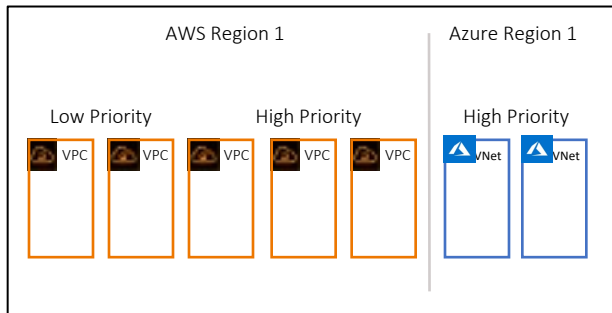 AWS Region 1
Azure Region 1
Low Priority
High Priority
High Priority
VPC
VPC
VPC
VPC
VPC
VNet
VNet